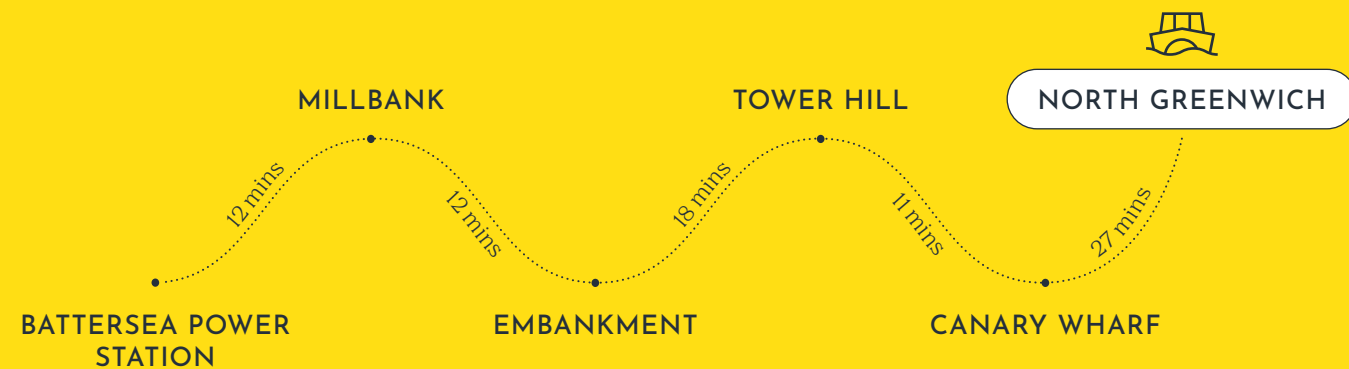 MILLBANK
TOWER HILL
NORTH GREENWICH
12 mins
12 mins
18 mins
11 mins
27 mins
BATTERSEA POWER
STATION
EMBANKMENT
CANARY WHARF